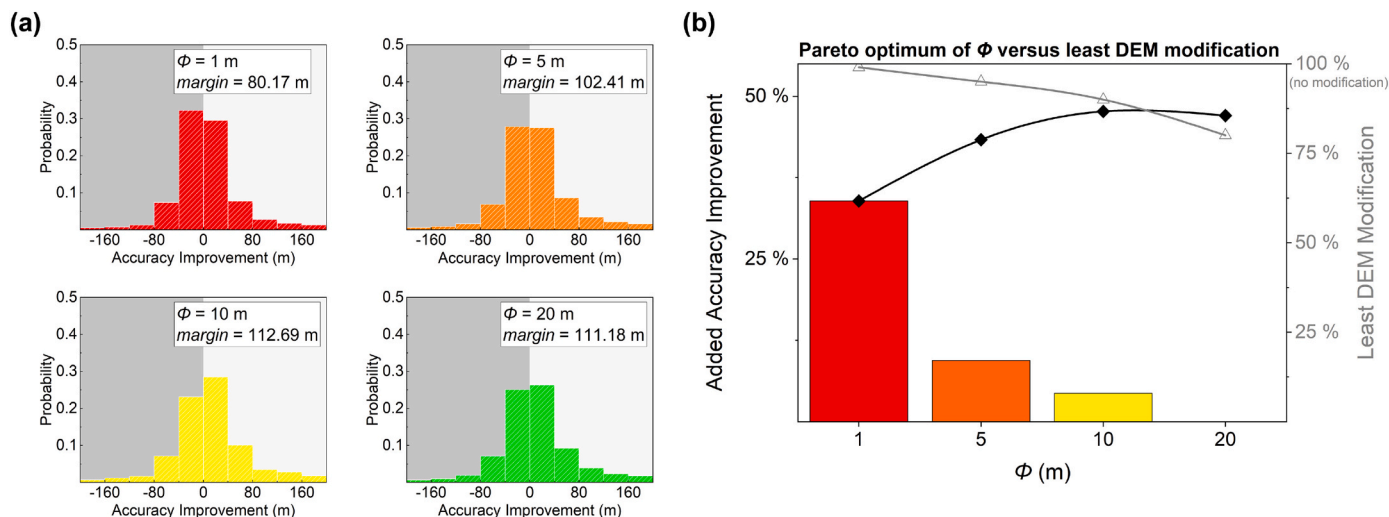 (a)
0.5
0.4
0.3
0.2
0.1
Probability
Φ = 1 m
margin = 80.17 m
-160 -80 0 80 160
Accuracy Improvement (m)
0.5
0.4
0.3
0.2
0.1
Probability
Φ = 5 m
margin = 102.41 m
-160 -80 0 80 160
Accuracy Improvement (m)
0.5
0.4
0.3
0.2
0.1
Probability
Φ = 10 m
margin = 112.69 m
-160 -80 0 80 160
Accuracy Improvement (m)
0.5
0.4
0.3
0.2
0.1
Probability
Φ = 20 m
margin = 111.18 m
-160 -80 0 80 160
Accuracy Improvement (m)
(b)
Pareto optimum of Φ versus least DEM modification
50 %
25 %
Added Accuracy Improvement
100 %
(no modification)
75 %
50 %
25 %
Least DEM Modification
1 5 10 20
Φ (m)